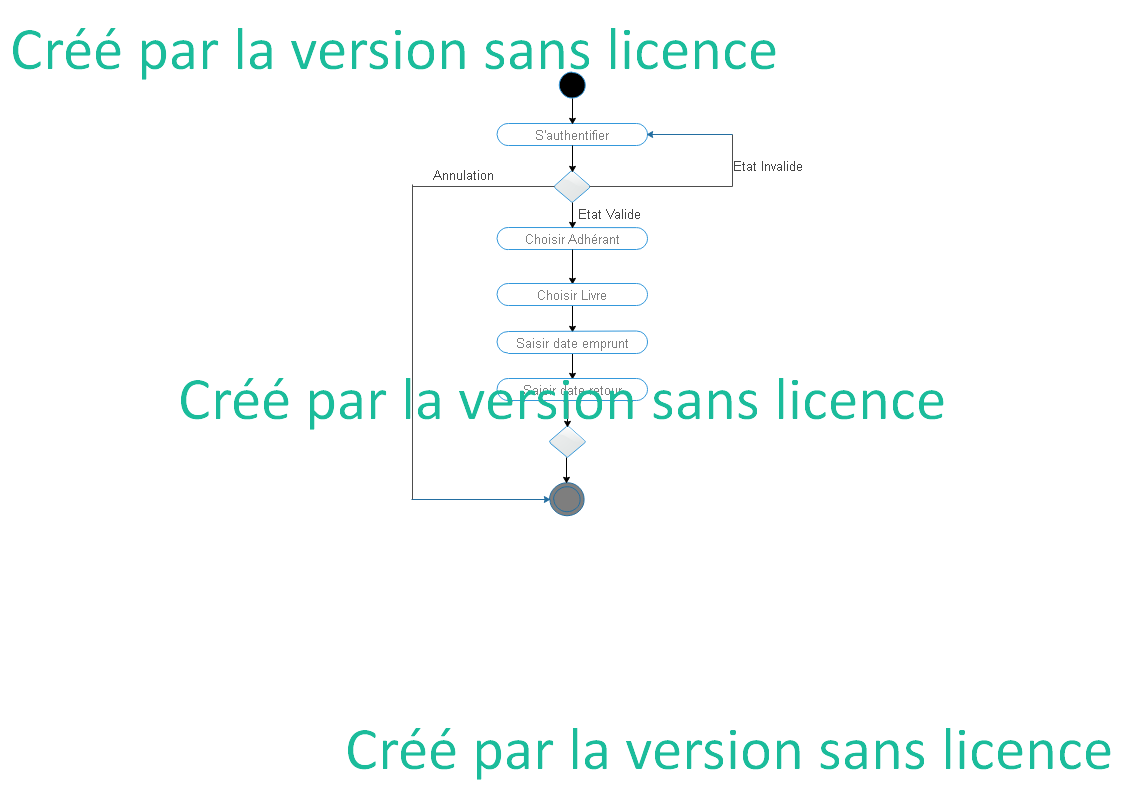 Créé par la version sans licence
S'authentifier
Etat Invalide
Annulation
Etat Valide
Choisir Adhérant
Choisir Livre
Saisir date emprunt
Saisir date retour
Créé par la version sans licence
Créé par la version sans licence